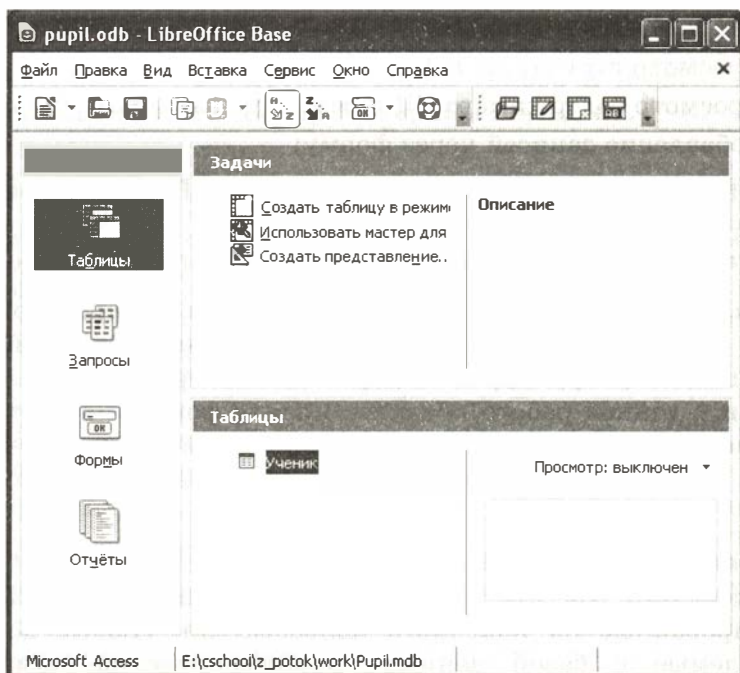 pupil.odb - LibreOffice Base
Файл Правка Вид Вставка Сервис Окно Справка
Задачи
Создать таблицу в режим
Использовать мастер для
Создать представление..
Описание
Таблицы
Запросы
Формы
Отчёты
Таблицы
Ученик
Просмотр: выключен
Microsoft Access E:\cschool\z_potok\work\Pupil.mdb